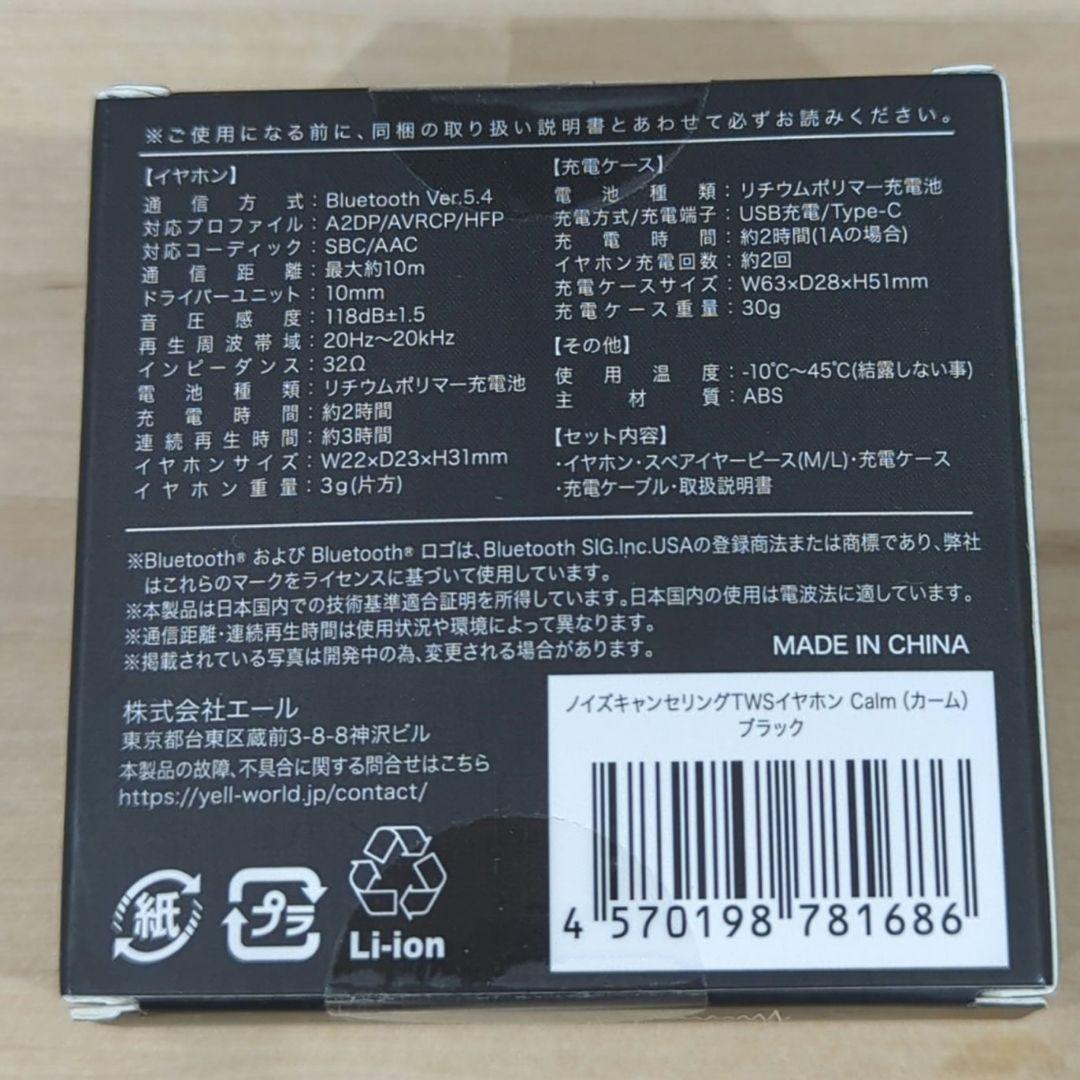 ※ご使用になる前に、同梱の取り扱い説明書とあわせて必ずお読みください。
【イヤホン】
通信方式：Bluetooth Ver.5.4
対応プロファイル：A2DP/AVRCP/HFP
対応コーディック：SBC/AAC
通信距離：最大約10m
ドライバーユニット：10mm
音圧感度：118dB±1.5
再生周波帯域：20Hz～20kHz
インピーダンス：32Ω
電池種類：リチウムポリマー充電池
充電時間：約2時間
連続再生時間：約3時間
イヤホンサイズ：W22×D23×H31mm
イヤホン重量：3g(片方)
【充電ケース】
電池種類：リチウムポリマー充電池
充電方式/充電端子：USB充電/Type-C
充電時間：約2時間(1Aの場合)
イヤホン充電回数：約2回
充電ケースサイズ：W63×D28×H51mm
充電ケース重量：30g
【その他】
使用温度：-10℃～45℃(結露しない事)
主材質：ABS
【セット内容】
・イヤホン・スペアイヤーピース(M/L)・充電ケース
・充電ケーブル・取扱説明書
※Bluetooth® および Bluetooth® ロゴは、Bluetooth SIG.Inc.USAの登録商法または商標であり、弊社
はこれらのマークをライセンスに基づいて使用しています。
※本製品は日本国内での技術基準適合証明を所得しています。日本国内の使用は電波法に適しています。
※通信距離・連続再生時間は使用状況や環境によって異なります。
※掲載されている写真は開発中の為、変更される場合があります。
MADE IN CHINA
株式会社エール
東京都台東区蔵前3-8-8神沢ビル
本製品の故障、不具合に関する問合せはこちら
https://yell-world.jp/contact/
紙
プラ
Li-ion
ノイズキャンセリングTWSイヤホン Calm（カーム）
ブラック
4 570198 781686